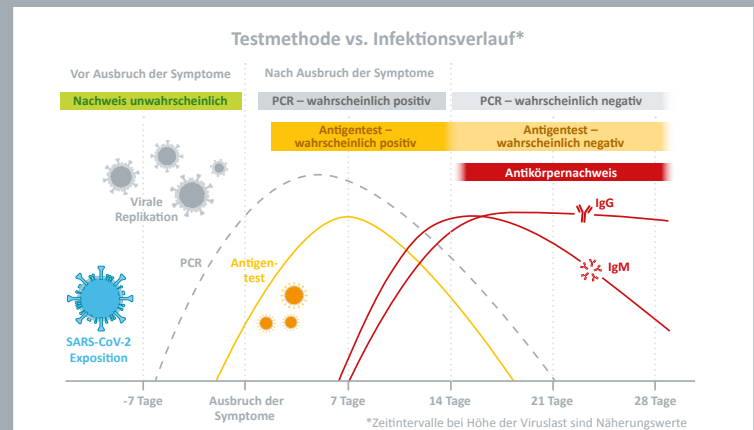 Testmethode vs. Infektionsverlauf*
Vor Ausbruch der Symptome
Nach Ausbruch der Symptome
Nachweis unwahrscheinlich
PCR – wahrscheinlich positiv
PCR – wahrscheinlich negativ
Antigentest –
wahrscheinlich positiv
Antigentest –
wahrscheinlich negativ
Antikörpernachweis
Virale
Replikation
IgG
PCR
Antigen-
test
IgM
SARS-CoV-2
Exposition
-7 Tage
Ausbruch der
Symptome
7 Tage
14 Tage
21 Tage
28 Tage
*Zeitintervalle bei Höhe der Viruslast sind Näherungswerte